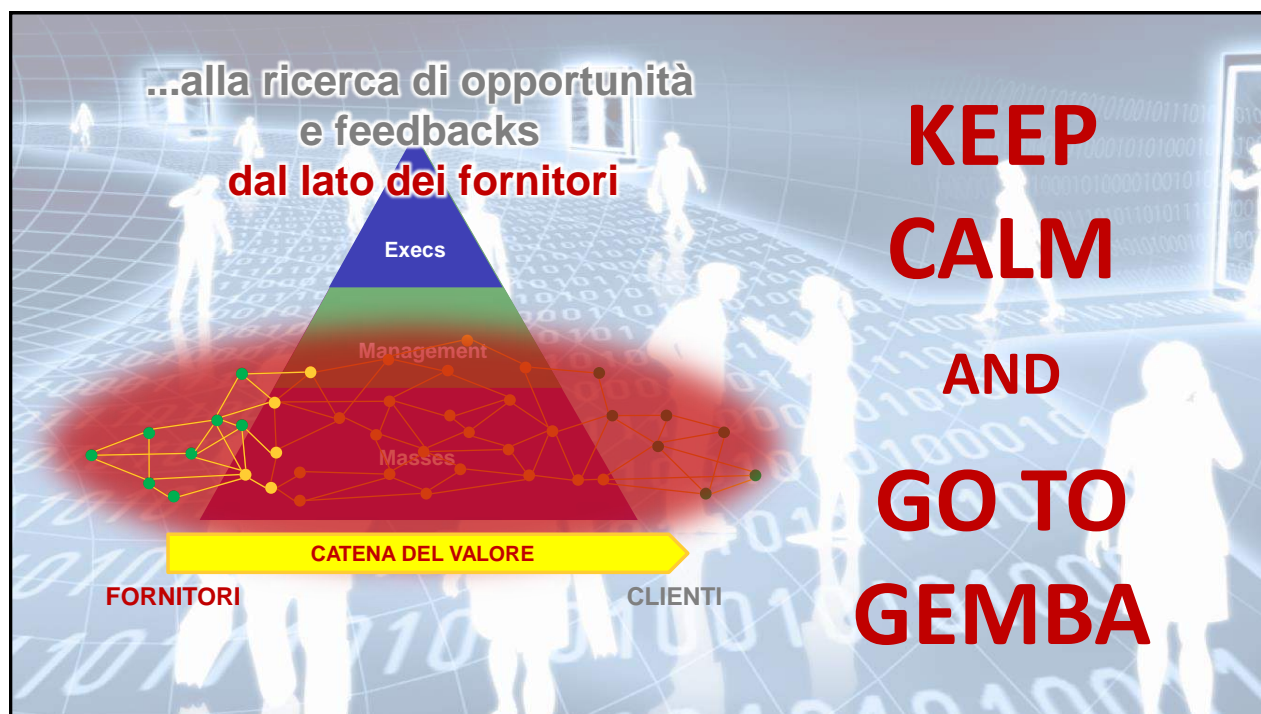 ...alla ricerca di opportunità
e feedbacks
dal lato dei fornitori
Execs
Management
Masses
CATENA DEL VALORE
FORNITORI
CLIENTI
KEEP
CALM
AND
GO TO
GEMBA